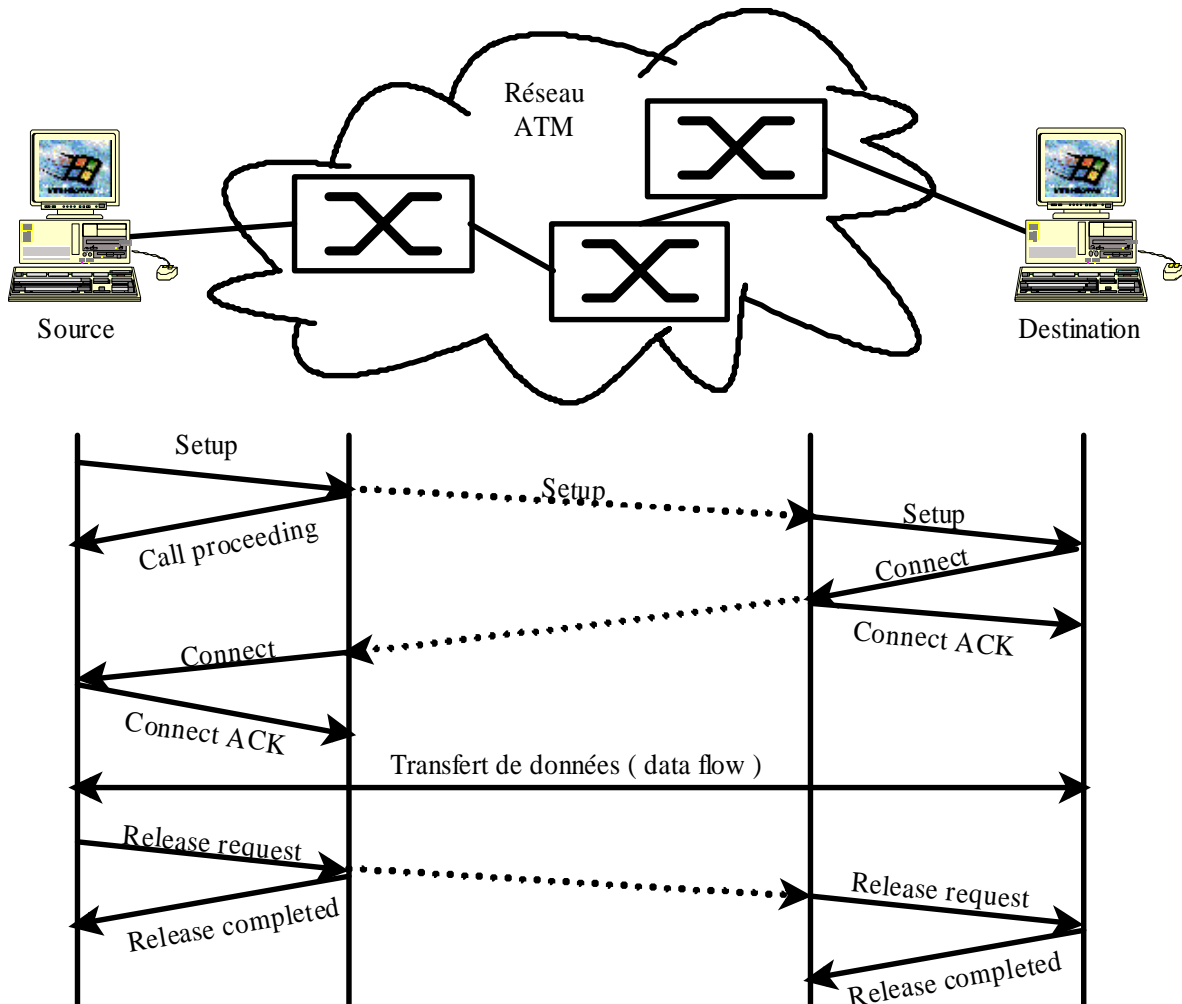 Réseau
ATM
Source
Destination
Setup
Setup
Setup
Call proceeding
Connect
Connect ACK
Connect
Connect ACK
Transfert de données ( data flow )
Release request
Release request
Release completed
Release completed